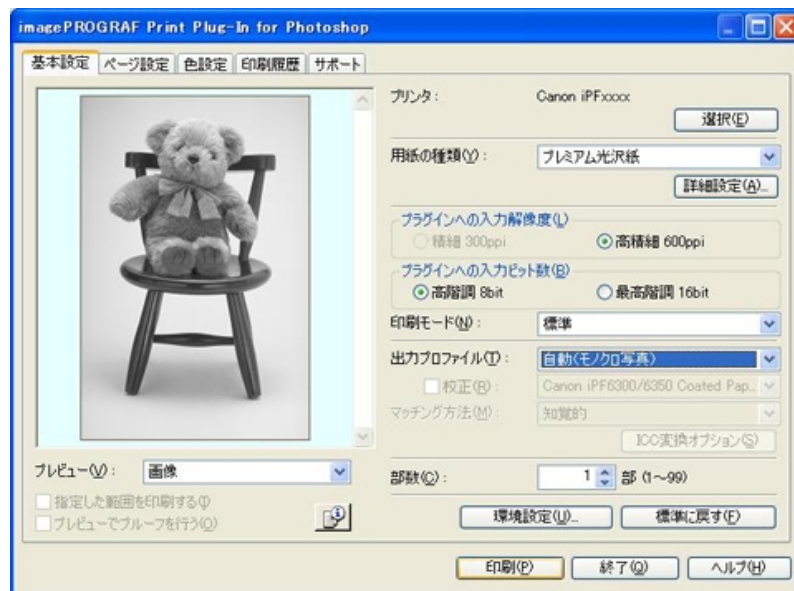 imagePROGRAF Print Plug-In for Photoshop
基本設定 ページ設定 色設定 印刷履歴 サポート
プリンタ： Canon iPFxxxx
選択(E)
用紙の種類(Y)： プレミアム光沢紙
詳細設定(A)...
プラグインへの入力解像度(L)
積細 300ppi 高積細 600ppi
プラグインへの入力ビット数(B)
高階調 8bit 最高階調 16bit
印刷モード(N)： 標準
出力プロファイル(T)： 自動(モノクロ写真)
校正(R)： Canon iPF6300/6350 Coated Pap...
マッチング方法(M)： 知覚的
ICC変換オプション(S)
プレビュー(V)： 画像
部数(C)： 1 部 (1～99)
指定した範囲を印刷する(I)
プレビューでプルーフを行う(O)
環境設定(U)... 標準に戻す(F)
印刷(P) 終了(Q) ヘルプ(H)